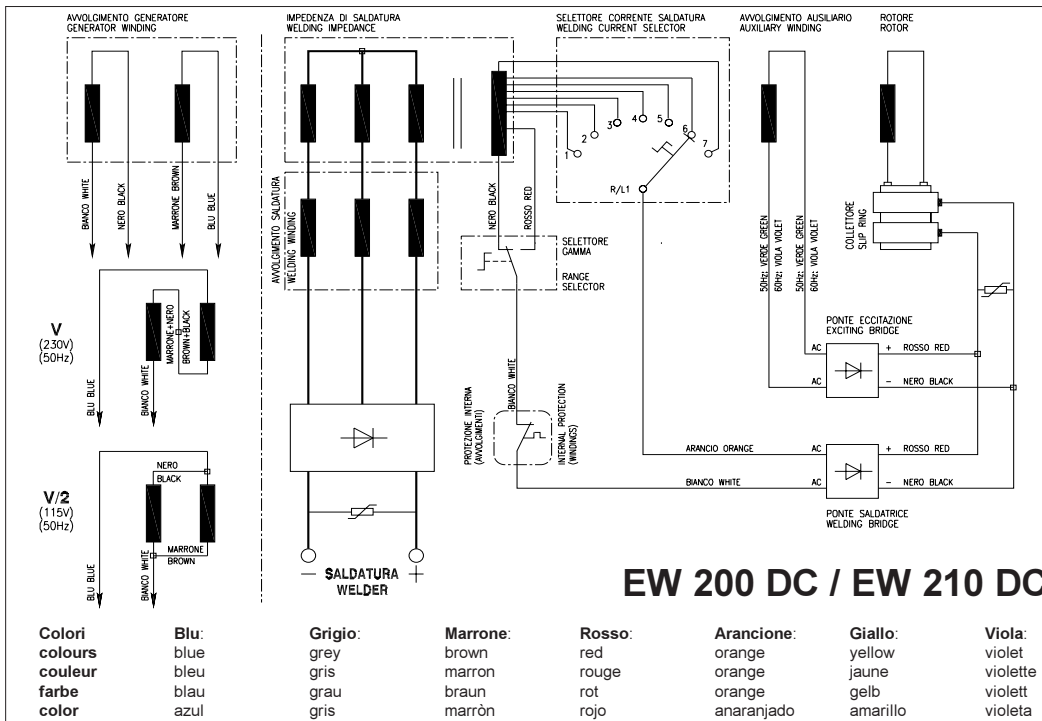 AVVOLGIMENTO GENERATORE
GENERATOR WINDING
IMPEDENZA DI SALDATURA
WELDING IMPEDANCE
SELETTORE CORRENTE SALDATURA
WELDING CURRENT SELECTOR
AVVOLGIMENTO AUSILIARIO
AUXILIARY WINDING
ROTORE
ROTOR
1
2
3
4
5
6
7
R/L1
BIANCO WHITE
NERO BLACK
MARRONE BROWN
BLU BLUE
AVVOLGIMENTO SALDATURA
WELDING WINDING
NERO BLACK
ROSSO RED
SELETTORE
GAMMA
RANGE
SELECTOR
50Hz: VERDE GREEN
60Hz: VIOLA VIOLET
50Hz: VERDE GREEN
60Hz: VIOLA VIOLET
COLLETTORE
SLIP RING
V
(230V)
(50Hz)
BLU BLUE
BIANCO WHITE
MARRONE+NERO
BROWN+BLACK
PONTE ECCITAZIONE
EXCITING BRIDGE
AC + ROSSO RED
AC − NERO BLACK
BIANCO WHITE
PROTEZIONE INTERNA
(AVVOLGIMENTI)
INTERNAL PROTECTION
(WINDINGS)
ARANCIO ORANGE AC + ROSSO RED
BIANCO WHITE AC − NERO BLACK
PONTE SALDATRICE
WELDING BRIDGE
V/2
(115V)
(50Hz)
NERO
BLACK
MARRONE
BROWN
BLU BLUE
BIANCO WHITE
− SALDATURA +
WELDER
EW 200 DC / EW 210 DC
Colori Blu: Grigio: Marrone: Rosso: Arancione: Giallo: Viola:
colours blue grey brown red orange yellow violet
couleur bleu gris marron rouge orange jaune violette
farbe blau grau braun rot orange gelb violett
color azul gris marròn rojo anaranjado amarillo violeta